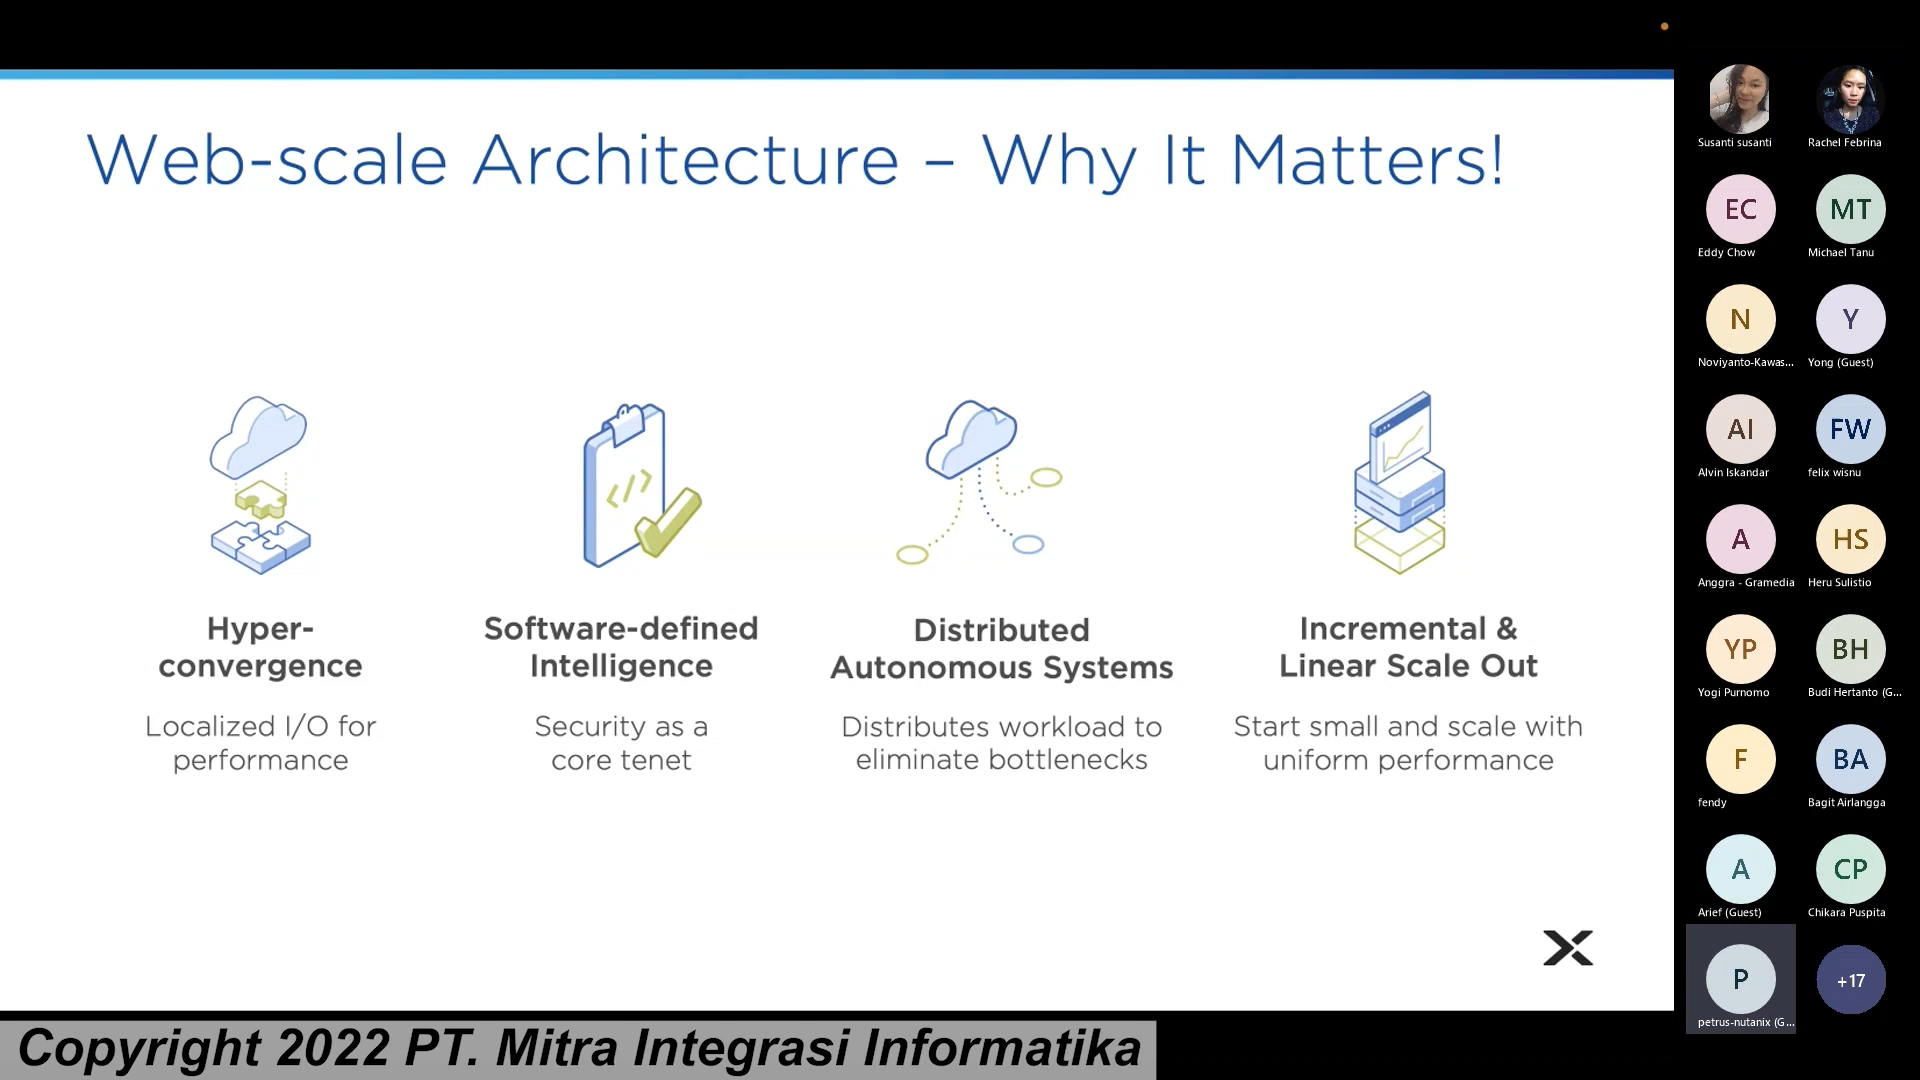 Web-scale Architecture – Why It Matters!
Hyper-
convergence
Localized I/O for
performance
Software-defined
Intelligence
Security as a
core tenet
Distributed
Autonomous Systems
Distributes workload to
eliminate bottlenecks
Incremental &
Linear Scale Out
Start small and scale with
uniform performance
</>
X
Copyright 2022 PT. Mitra Integrasi Informatika
Susanti susanti
Rachel Febrina
EC
Eddy Chow
MT
Michael Tanu
N
Noviyanto-Kawas...
Y
Yong (Guest)
AI
Alvin Iskandar
FW
felix wisnu
A
Anggra - Gramedia
HS
Heru Sulistio
YP
Yogi Purnomo
BH
Budi Hertanto (G...
F
fendy
BA
Bagit Airlangga
A
Arief (Guest)
CP
Chikara Puspita
P
petrus-nutanix (G...
+17